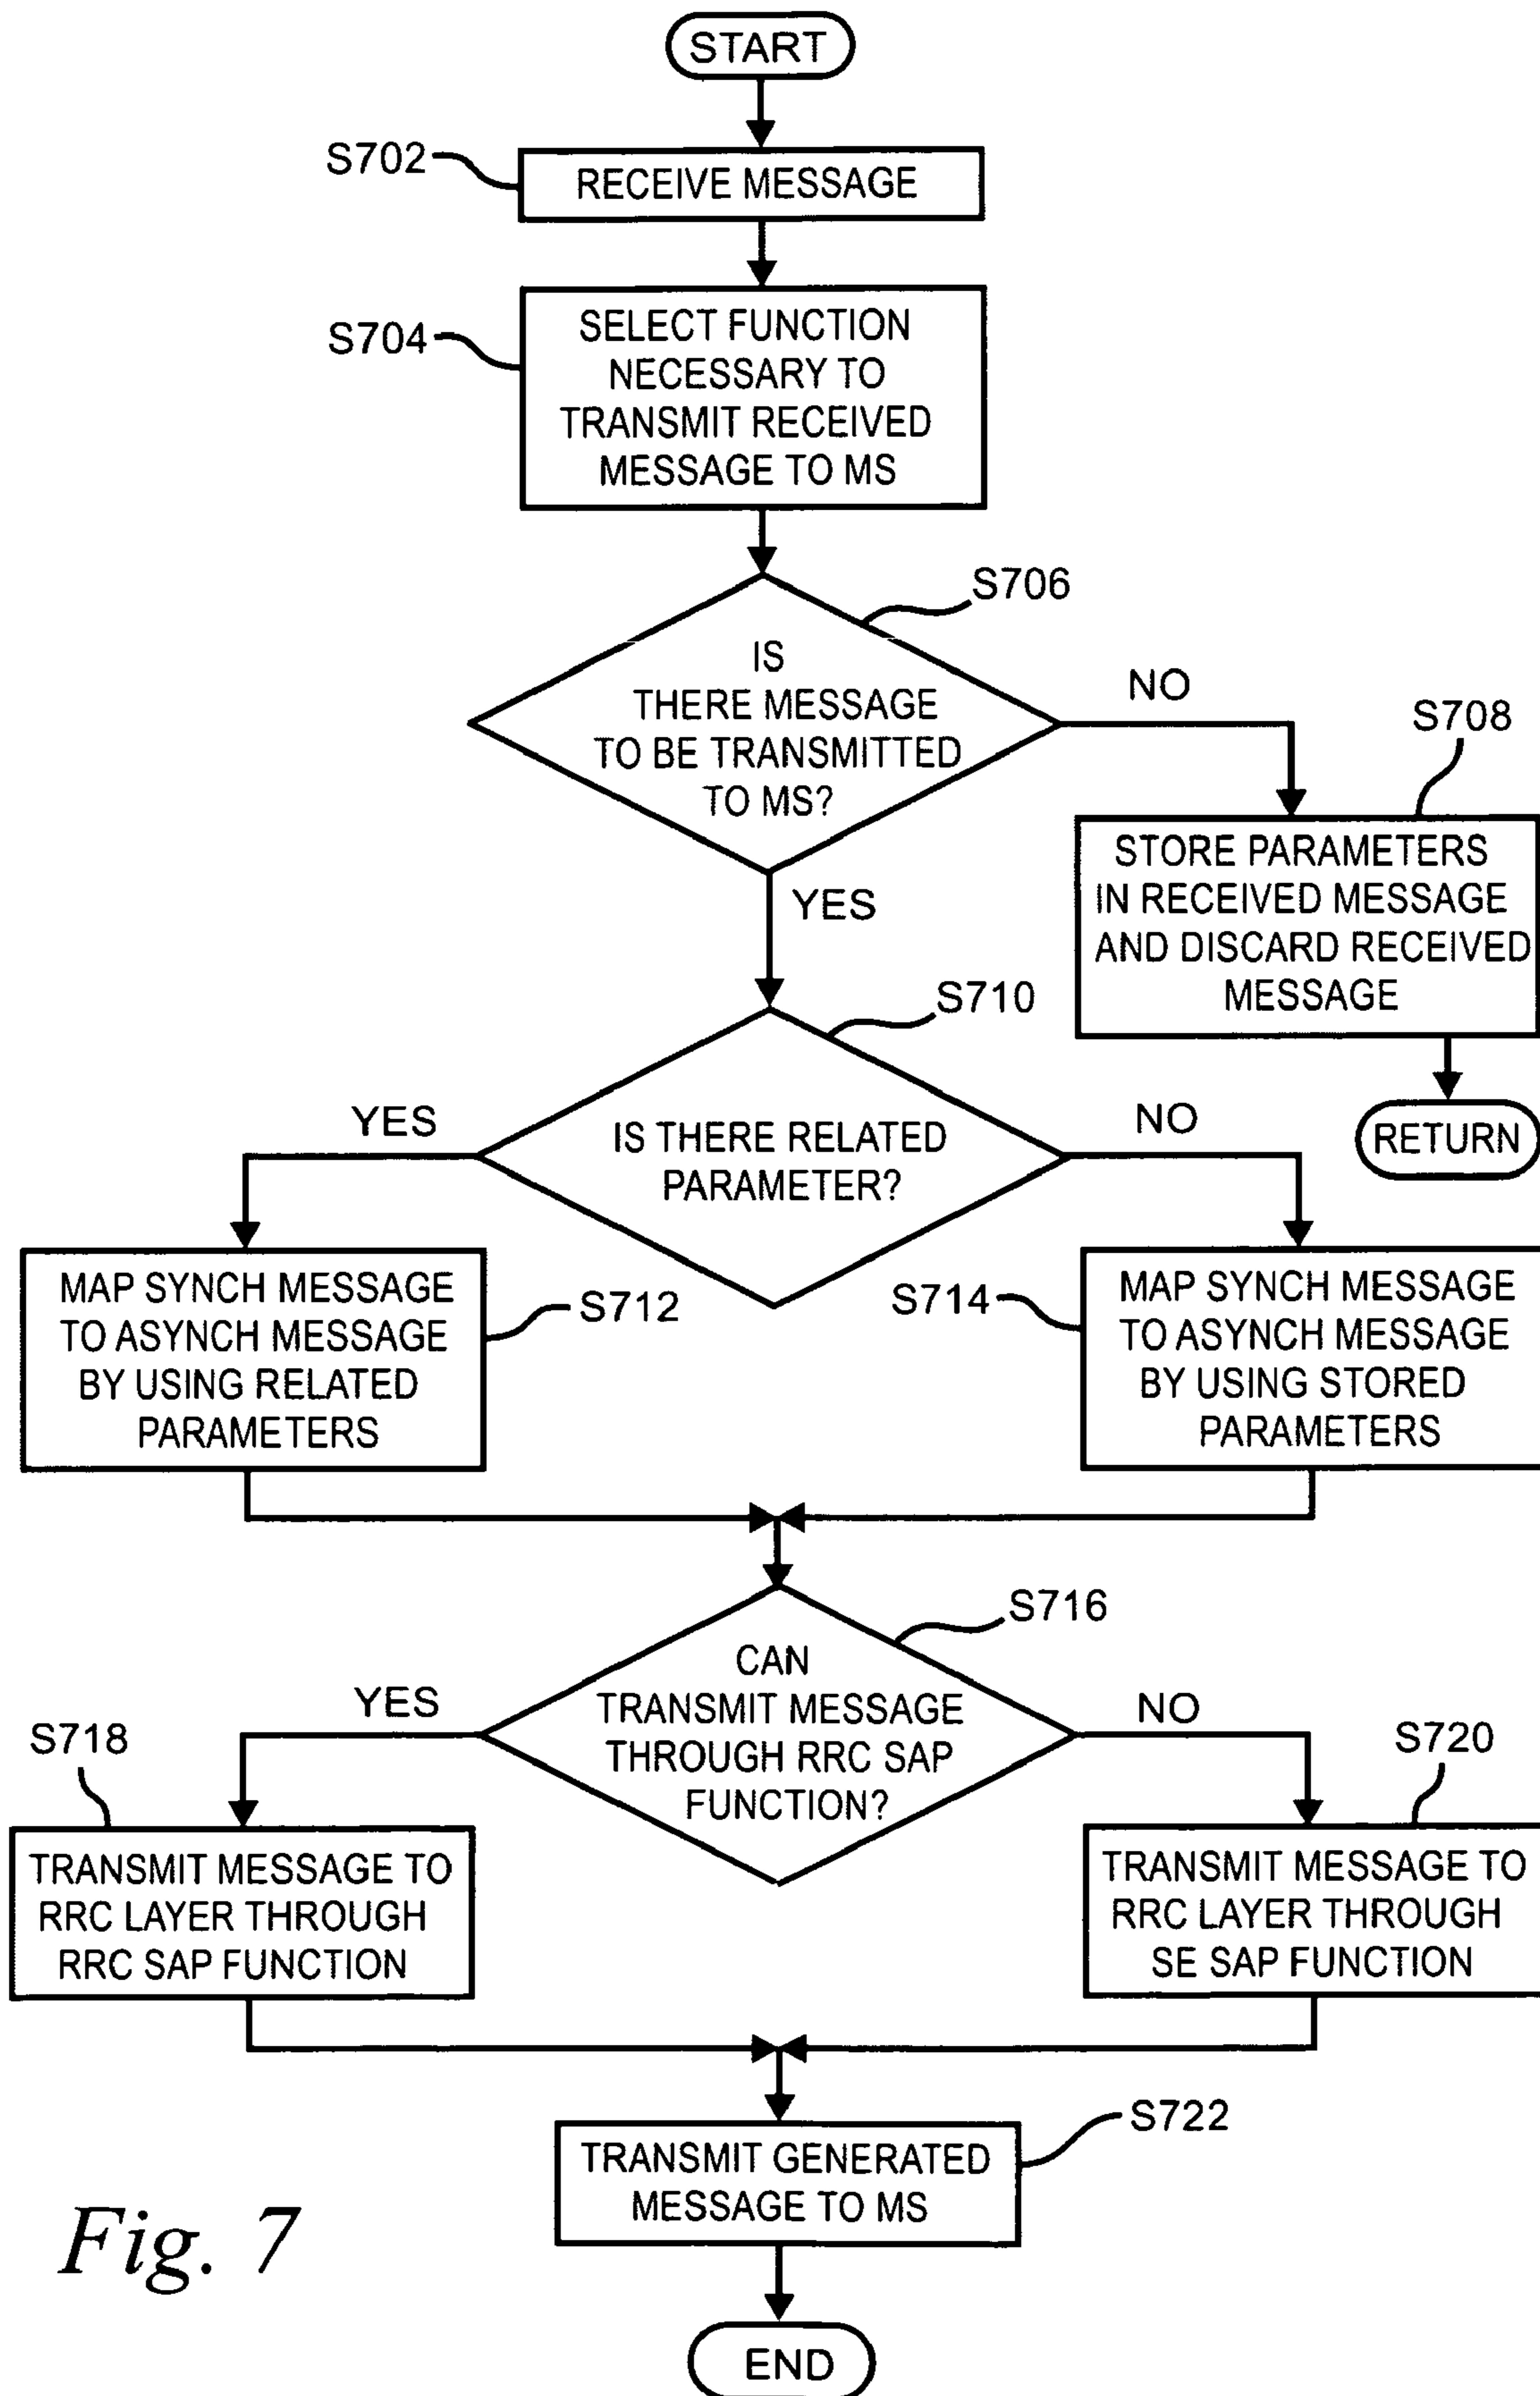 START
S702
RECEIVE MESSAGE
S704
SELECT FUNCTION
NECESSARY TO
TRANSMIT RECEIVED
MESSAGE TO MS
S706
IS
THERE MESSAGE
TO BE TRANSMITTED
TO MS?
NO
S708
STORE PARAMETERS
IN RECEIVED MESSAGE
AND DISCARD RECEIVED
MESSAGE
RETURN
YES
S710
IS THERE RELATED
PARAMETER?
YES
NO
MAP SYNCH MESSAGE
TO ASYNCH MESSAGE
BY USING RELATED
PARAMETERS
S712
S714
MAP SYNCH MESSAGE
TO ASYNCH MESSAGE
BY USING STORED
PARAMETERS
S716
CAN
TRANSMIT MESSAGE
THROUGH RRC SAP
FUNCTION?
YES
NO
S718
TRANSMIT MESSAGE TO
RRC LAYER THROUGH
RRC SAP FUNCTION
S720
TRANSMIT MESSAGE TO
RRC LAYER THROUGH
SE SAP FUNCTION
S722
TRANSMIT GENERATED
MESSAGE TO MS
END
Fig. 7